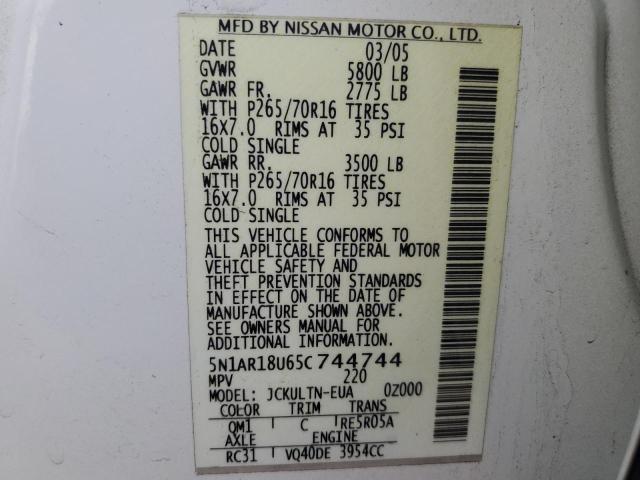 MFD BY NISSAN MOTOR CO., LTD.
DATE 03/05
GVWR 5800 LB
GAWR FR. 2775 LB
WITH P265/70R16 TIRES
16X7.0 RIMS AT 35 PSI
COLD SINGLE
GAWR RR. 3500 LB
WITH P265/70R16 TIRES
16X7.0 RIMS AT 35 PSI
COLD SINGLE
THIS VEHICLE CONFORMS TO
ALL APPLICABLE FEDERAL MOTOR
VEHICLE SAFETY AND
THEFT PREVENTION STANDARDS
IN EFFECT ON THE DATE OF
MANUFACTURE SHOWN ABOVE.
SEE OWNERS MANUAL FOR
ADDITIONAL INFORMATION.
5N1AR18U65C744744
MPV 220
MODEL: JCKULTN-EUA 0Z000
COLOR TRIM TRANS
QM1 C RE5R05A
AXLE ENGINE
RC31 VQ40DE 3954CC